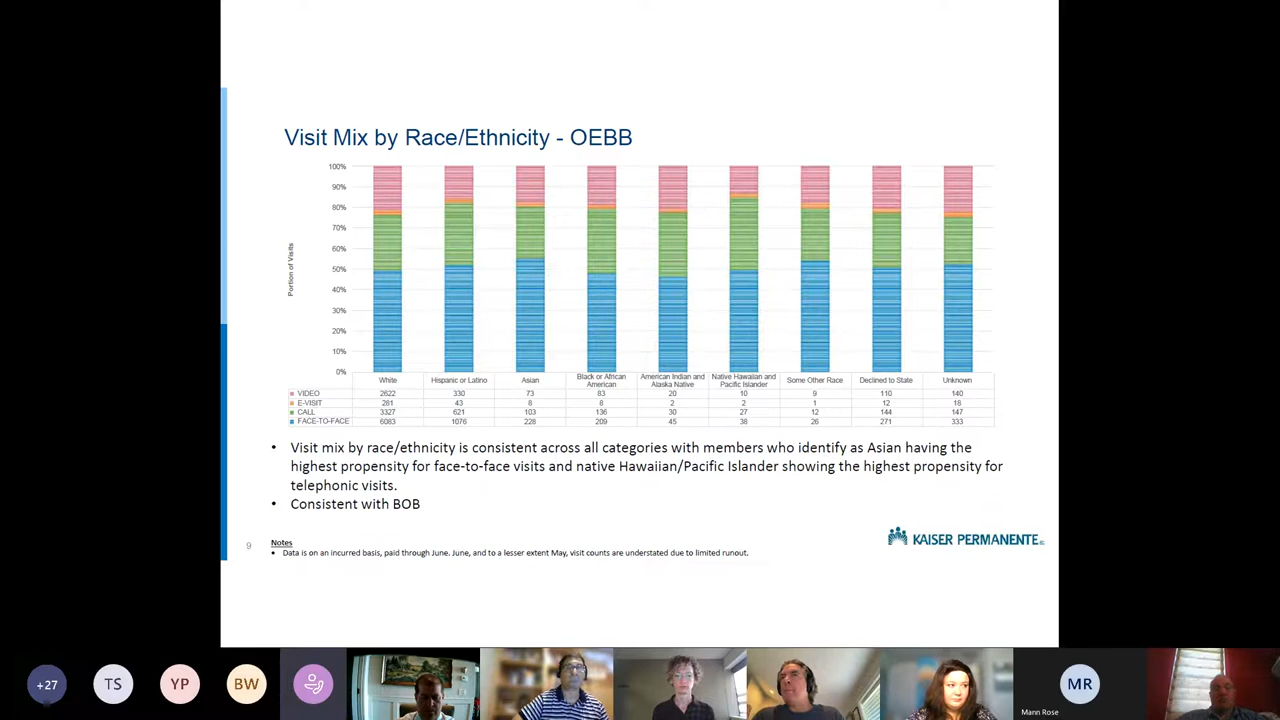 Visit Mix by Race/Ethnicity - OEBB
100%
90%
80%
70%
60%
50%
40%
30%
20%
10%
0%
Portion of Visits
White Hispanic or Latino Asian Black or African American American Indian and Alaska Native Native Hawaiian and Pacific Islander Some Other Race Declined to State Unknown
VIDEO 2622 330 73 83 20 10 9 110 140
E-VISIT 281 43 8 8 2 2 1 12 18
CALL 3327 621 103 136 30 27 12 144 147
FACE-TO-FACE 6083 1076 228 209 45 38 26 271 333
• Visit mix by race/ethnicity is consistent across all categories with members who identify as Asian having the
highest propensity for face-to-face visits and native Hawaiian/Pacific Islander showing the highest propensity for
telephonic visits.
• Consistent with BOB
KAISER PERMANENTE
9
Notes
• Data is on an incurred basis, paid through June. June, and to a lesser extent May, visit counts are understated due to limited runout.
+27
TS
YP
BW
MR
Mann Rose